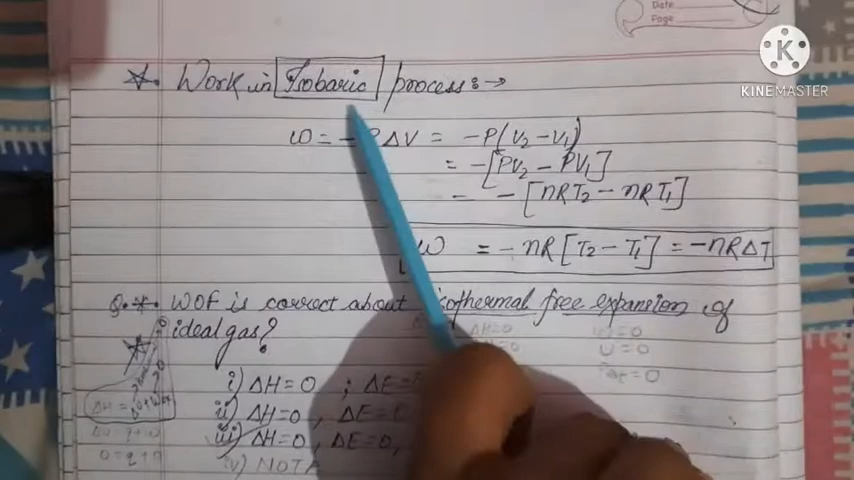 Date
Page
K
KINEMASTER
*. Work in Isobaric process:→
W = -PΔV = -P(V₂ - V₁)
= -[PV₂ - PV₁]
= -[nRT₂ - nRT₁]
W = -nR[T₂ - T₁] = -nRΔT
Q.*. WOF is correct about isothermal free expansion of
ideal gas?
i) ΔH = 0 ; ΔE =
ii) ΔH = 0, ΔE = 0
iii) ΔH = 0, ΔE = 0,
iv) NOTA